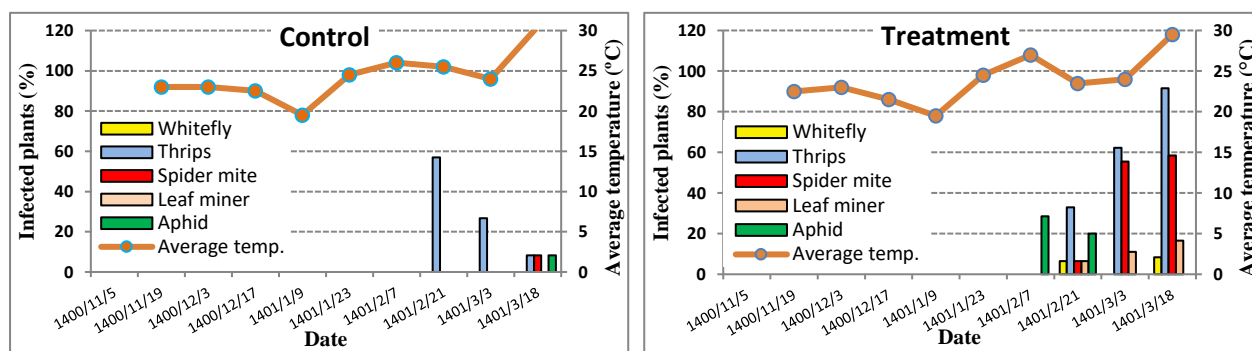 Control
Infected plants (%)
120
100
80
60
40
20
0
Whitefly
Thrips
Spider mite
Leaf miner
Aphid
Average temp.
30
25
20
15
10
5
0
Average temperature (°C)
1400/11/5
1400/11/19
1400/12/3
1400/12/17
1401/1/9
1401/1/23
1401/2/7
1401/2/21
1401/3/3
1401/3/18
Date
Treatment
Infected plants (%)
120
100
80
60
40
20
0
Whitefly
Thrips
Spider mite
Leaf miner
Aphid
Average temp.
30
25
20
15
10
5
0
Average temperature (°C)
1400/11/5
1400/11/19
1400/12/3
1400/12/17
1401/1/9
1401/1/23
1401/2/7
1401/2/21
1401/3/3
1401/3/18
Date